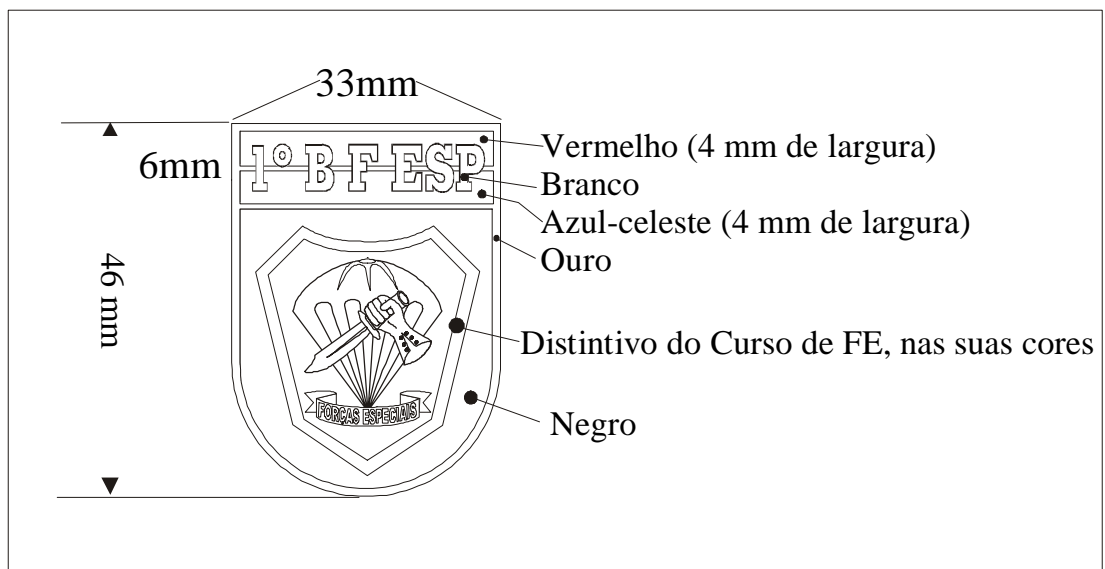 33mm
6mm
1º B F ESP
Vermelho (4 mm de largura)
Branco
Azul-celeste (4 mm de largura)
Ouro
46 mm
Distintivo do Curso de FE, nas suas cores
FORÇAS ESPECIAIS
Negro